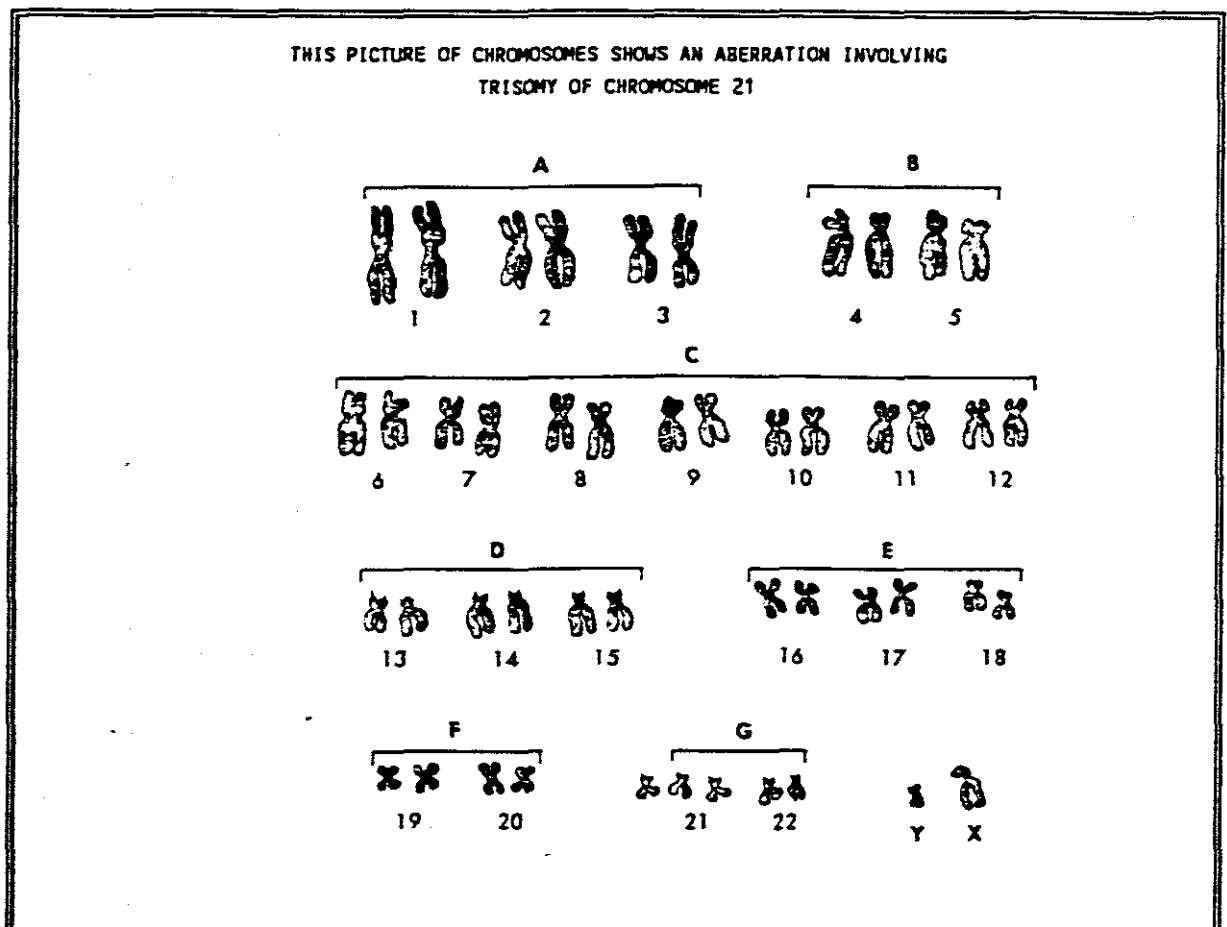 THIS PICTURE OF CHROMOSOMES SHOWS AN ABERRATION INVOLVING
TRISOMY OF CHROMOSOME 21
A B
1 2 3 4 5
C
6 7 8 9 10 11 12
D E
13 14 15 16 17 18
F G
19 20 21 22 Y X